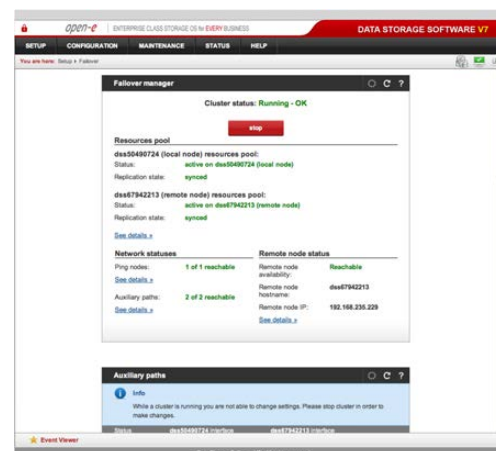 open-e ENTERPRISE CLASS STORAGE OS for EVERY BUSINESS DATA STORAGE SOFTWARE V7
SETUP CONFIGURATION MAINTENANCE STATUS HELP
You are here: Setup › Failover
Failover manager
Cluster status: Running - OK
stop
Resources pool
dss50490724 (local node) resources pool:
Status: active on dss50490724 (local node)
Replication state: synced
dss67942213 (remote node) resources pool:
Status: active on dss67942213 (remote node)
Replication state: synced
See details »
Network statuses
Ping nodes: 1 of 1 reachable
See details »
Auxiliary paths: 2 of 2 reachable
See details »
Remote node status
Remote node availability: Reachable
Remote node hostname: dss67942213
Remote node IP: 192.168.235.229
See details »
Auxiliary paths
Info
While a cluster is running you are not able to change settings. Please stop cluster in order to
make changes.
Status dss50490724 interface dss67942213 interface
Event Viewer